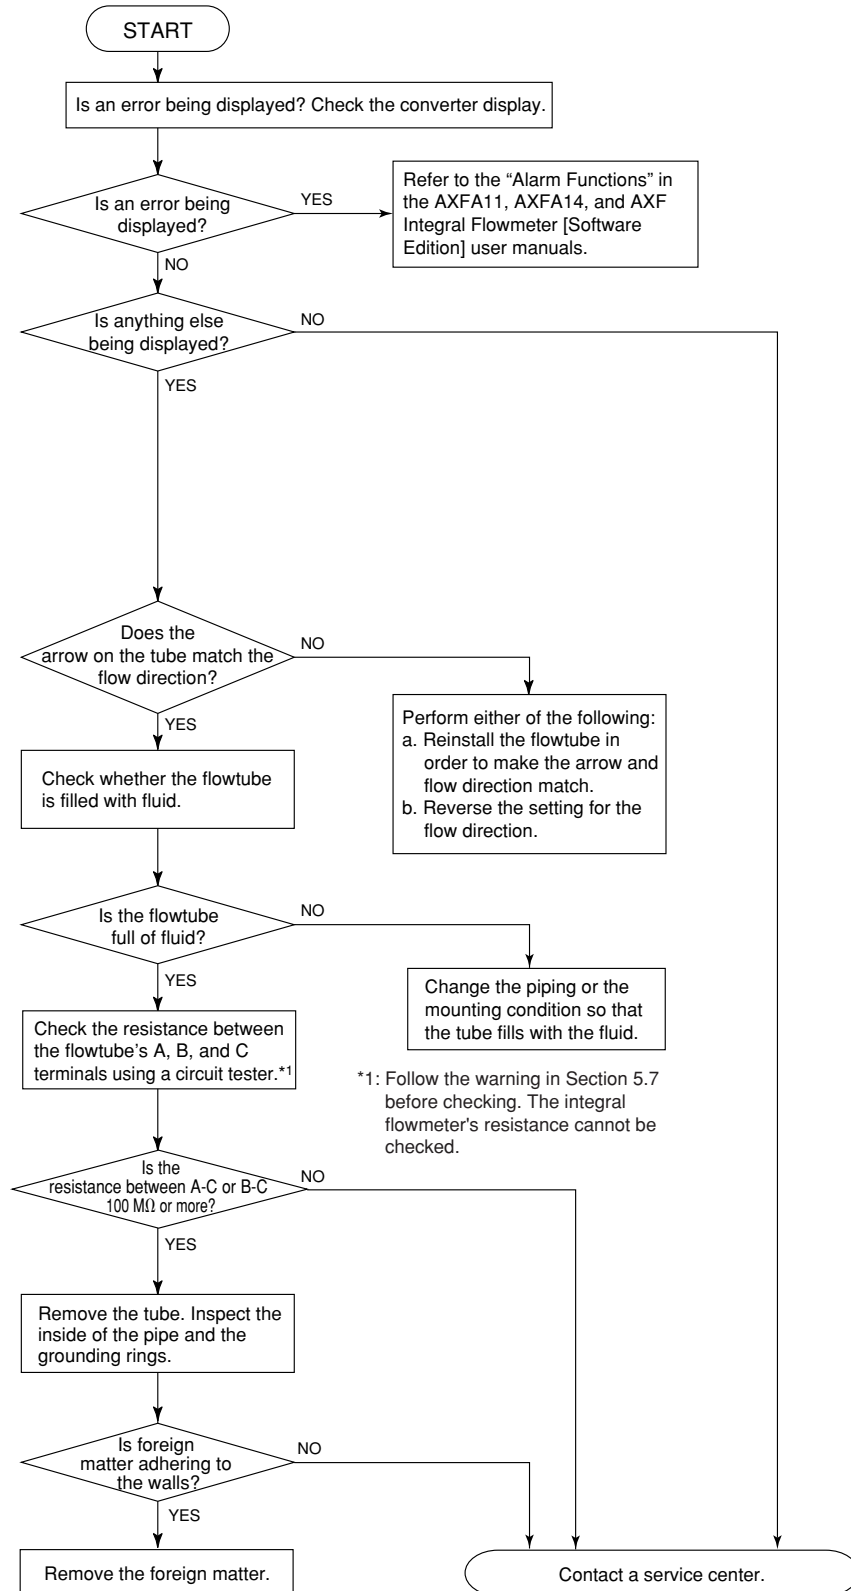 START
Is an error being displayed? Check the converter display.
Is an error being
displayed?
YES
Refer to the “Alarm Functions” in
the AXFA11, AXFA14, and AXF
Integral Flowmeter [Software
Edition] user manuals.
NO
Is anything else
being displayed?
NO
YES
Does the
arrow on the tube match the
flow direction?
NO
YES
Perform either of the following:
a. Reinstall the flowtube in
order to make the arrow and
flow direction match.
b. Reverse the setting for the
flow direction.
Check whether the flowtube
is filled with fluid.
Is the flowtube
full of fluid?
NO
YES
Change the piping or the
mounting condition so that
the tube fills with the fluid.
Check the resistance between
the flowtube’s A, B, and C
terminals using a circuit tester.*1
*1: Follow the warning in Section 5.7
before checking. The integral
flowmeter's resistance cannot be
checked.
Is the
resistance between A-C or B-C
100 MΩ or more?
NO
YES
Remove the tube. Inspect the
inside of the pipe and the
grounding rings.
Is foreign
matter adhering to
the walls?
NO
YES
Remove the foreign matter.
Contact a service center.